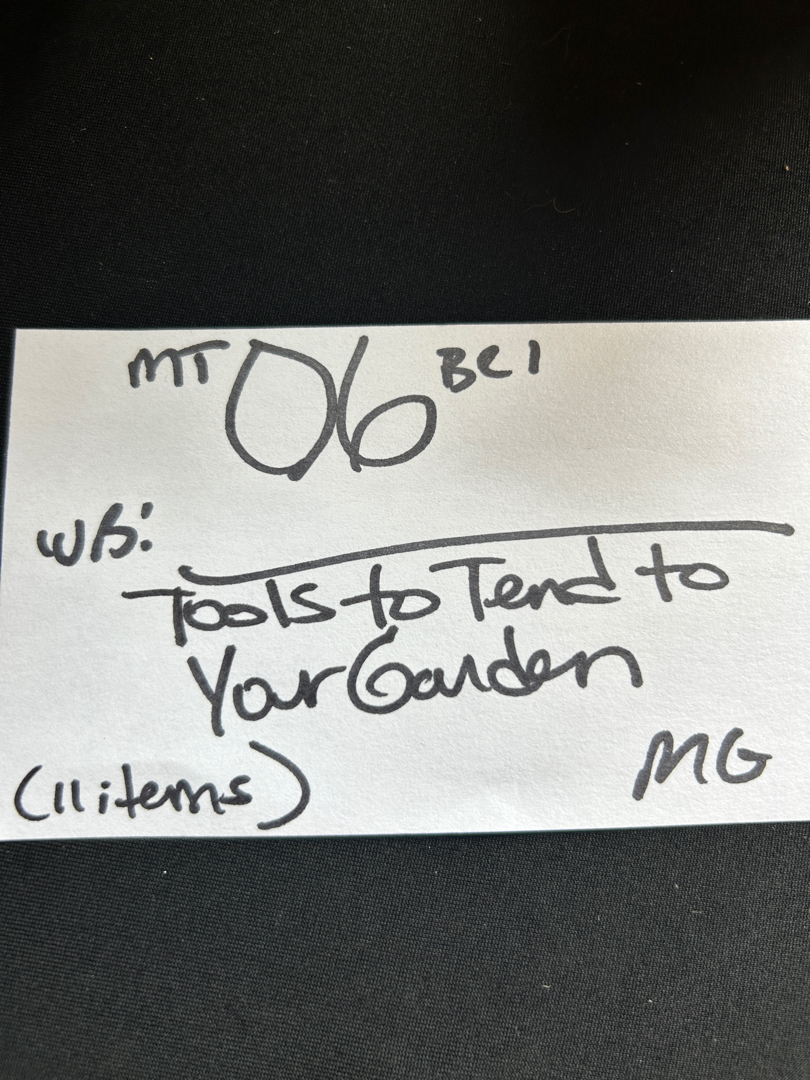 MT 06 BC1
WB:
Tools to Tend to
Your Garden
(11 items)
MG